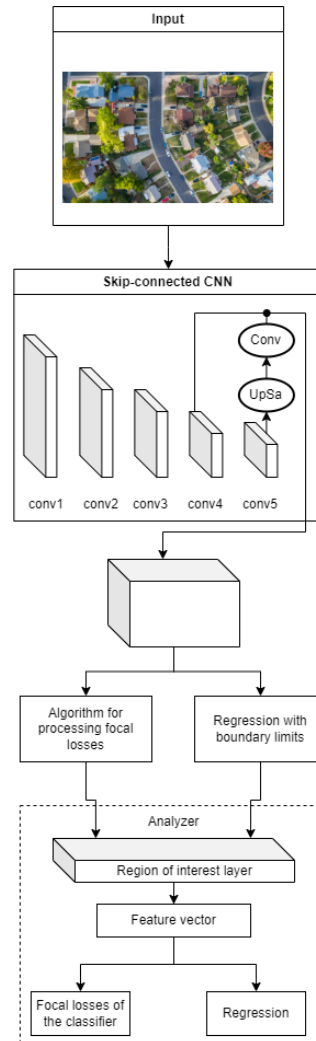 Input
Skip-connected CNN
Conv
UpSa
conv1 conv2 conv3 conv4 conv5
Algorithm for
processing focal
losses
Regression with
boundary limits
Analyzer
Region of interest layer
Feature vector
Focal losses of
the classifier
Regression